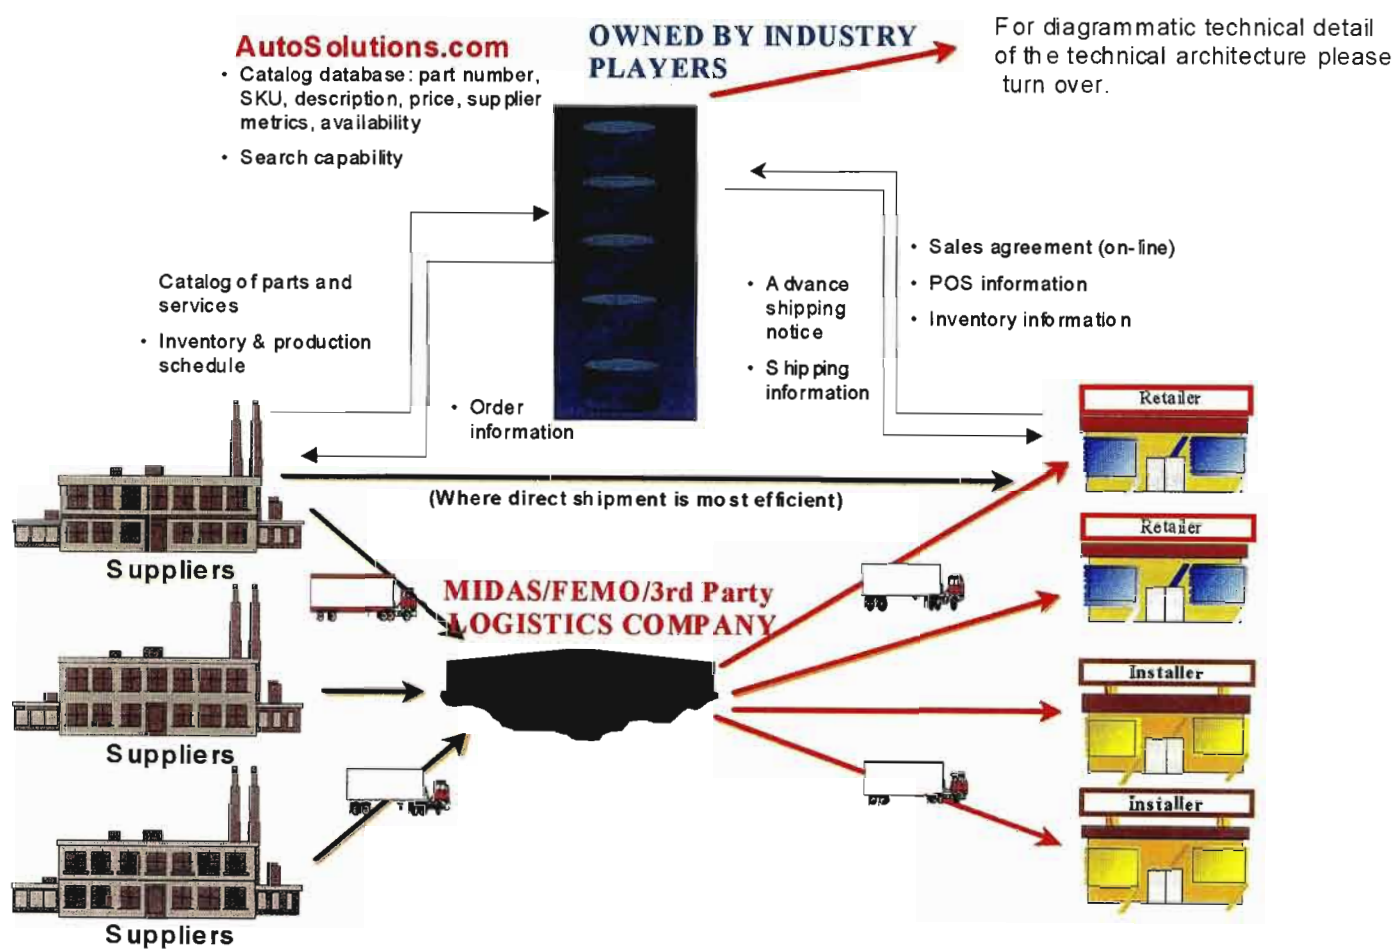 AutoSolutions.com
• Catalog database: part number,
SKU, description, price, supplier
metrics, availability
• Search capability
OWNED BY INDUSTRY
PLAYERS
For diagrammatic technical detail
of the technical architecture please
turn over.
Catalog of parts and
services
• Inventory & production
schedule
• Order
information
• Advance
shipping
notice
• Shipping
information
• Sales agreement (on-line)
• POS information
• Inventory information
(Where direct shipment is most efficient)
MIDAS/FEMO/3rd Party
LOGISTICS COMPANY
Suppliers
Suppliers
Suppliers
Retailer
Retailer
Installer
Installer